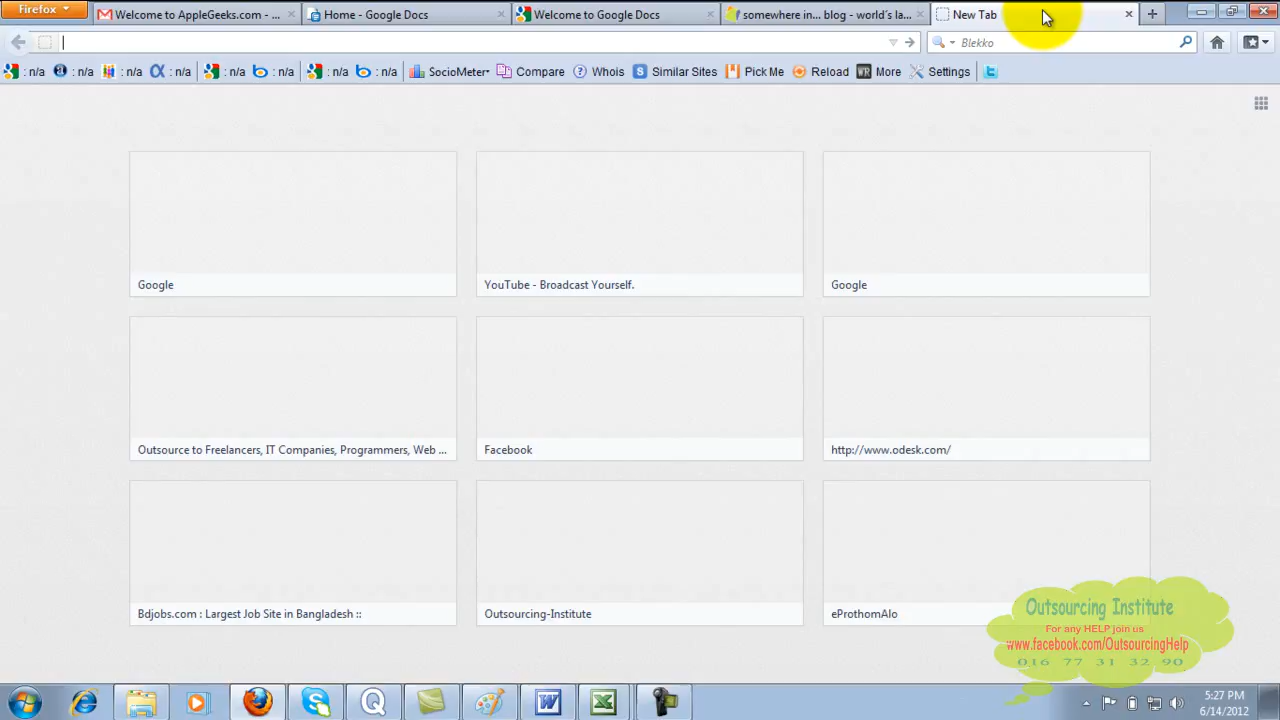 Firefox
Welcome to AppleGeeks.com - ...
Home - Google Docs
Welcome to Google Docs
somewhere in... blog - world's la...
New Tab
Blekko
: n/a : n/a : n/a : n/a : n/a : n/a : n/a : n/a SocioMeter Compare Whois Similar Sites Pick Me Reload More Settings
Google
YouTube - Broadcast Yourself.
Google
Outsource to Freelancers, IT Companies, Programmers, Web ...
Facebook
http://www.odesk.com/
Bdjobs.com : Largest Job Site in Bangladesh ::
Outsourcing-Institute
eProthomAlo
Outsourcing Institute
For any HELP join us
www.facebook.com/OutsourcingHelp
016 77 31 32 90
5:27 PM
6/14/2012